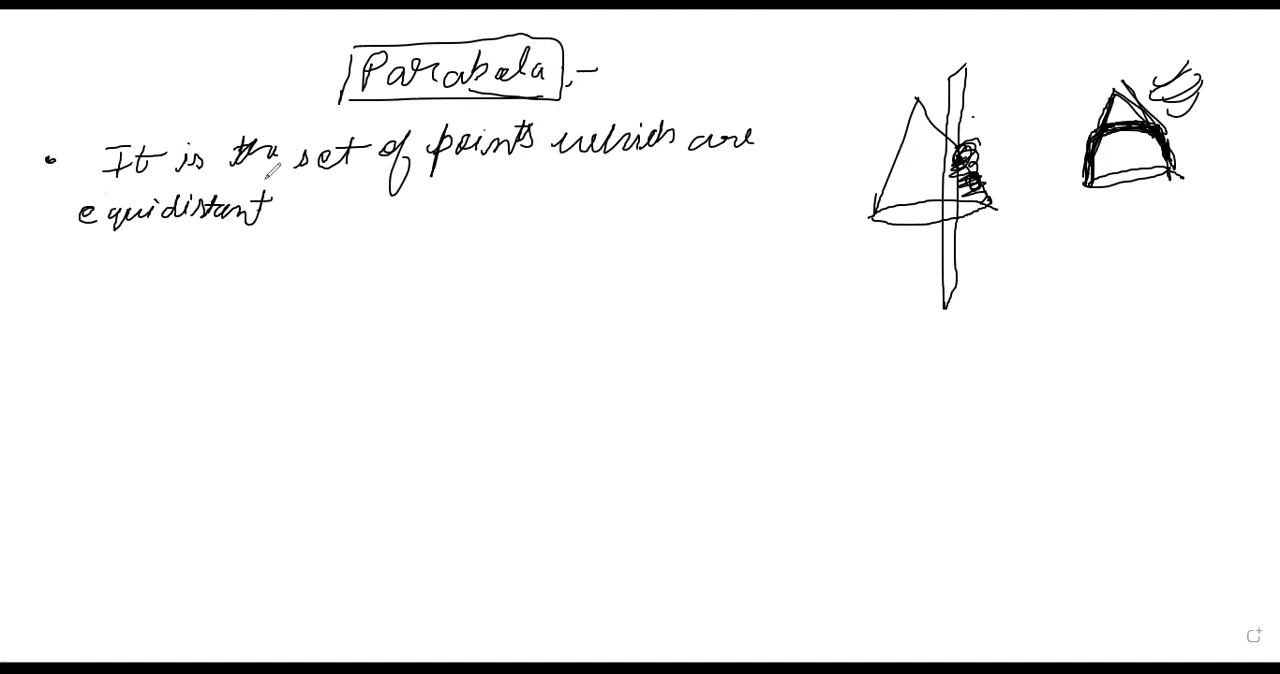 Parabola :-
• It is the set of points which are
equidistant